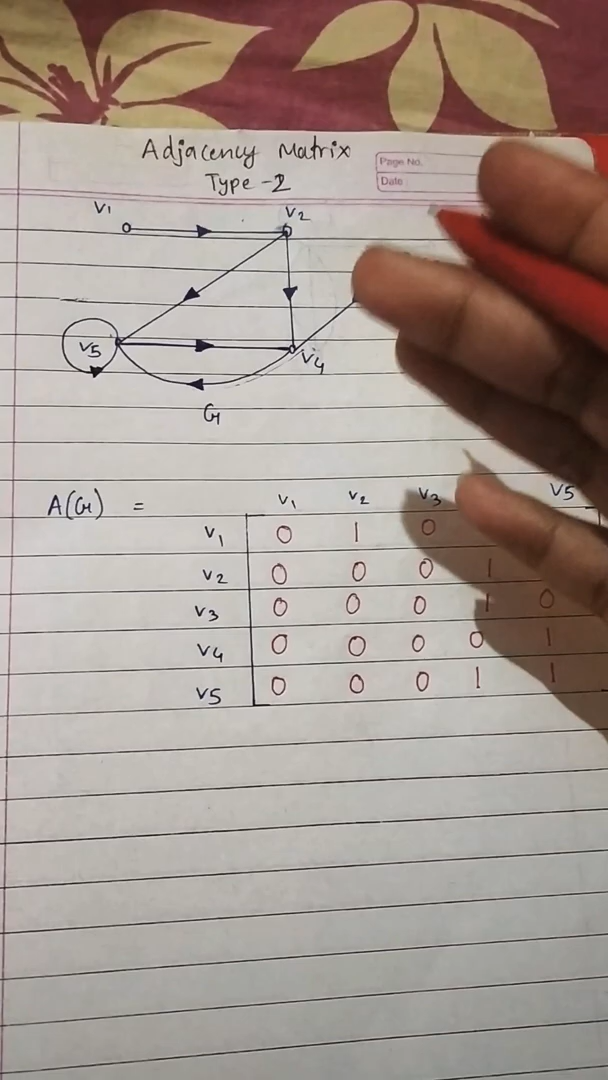 Adjacency Matrix
Type -2
Page No.
Date
V1 V2
V5 V4
G
A(G) = V1 V2 V3 V5
V1 0 1 0
V2 0 0 0 1
V3 0 0 0 1 0
V4 0 0 0 0 1
V5 0 0 0 1 1